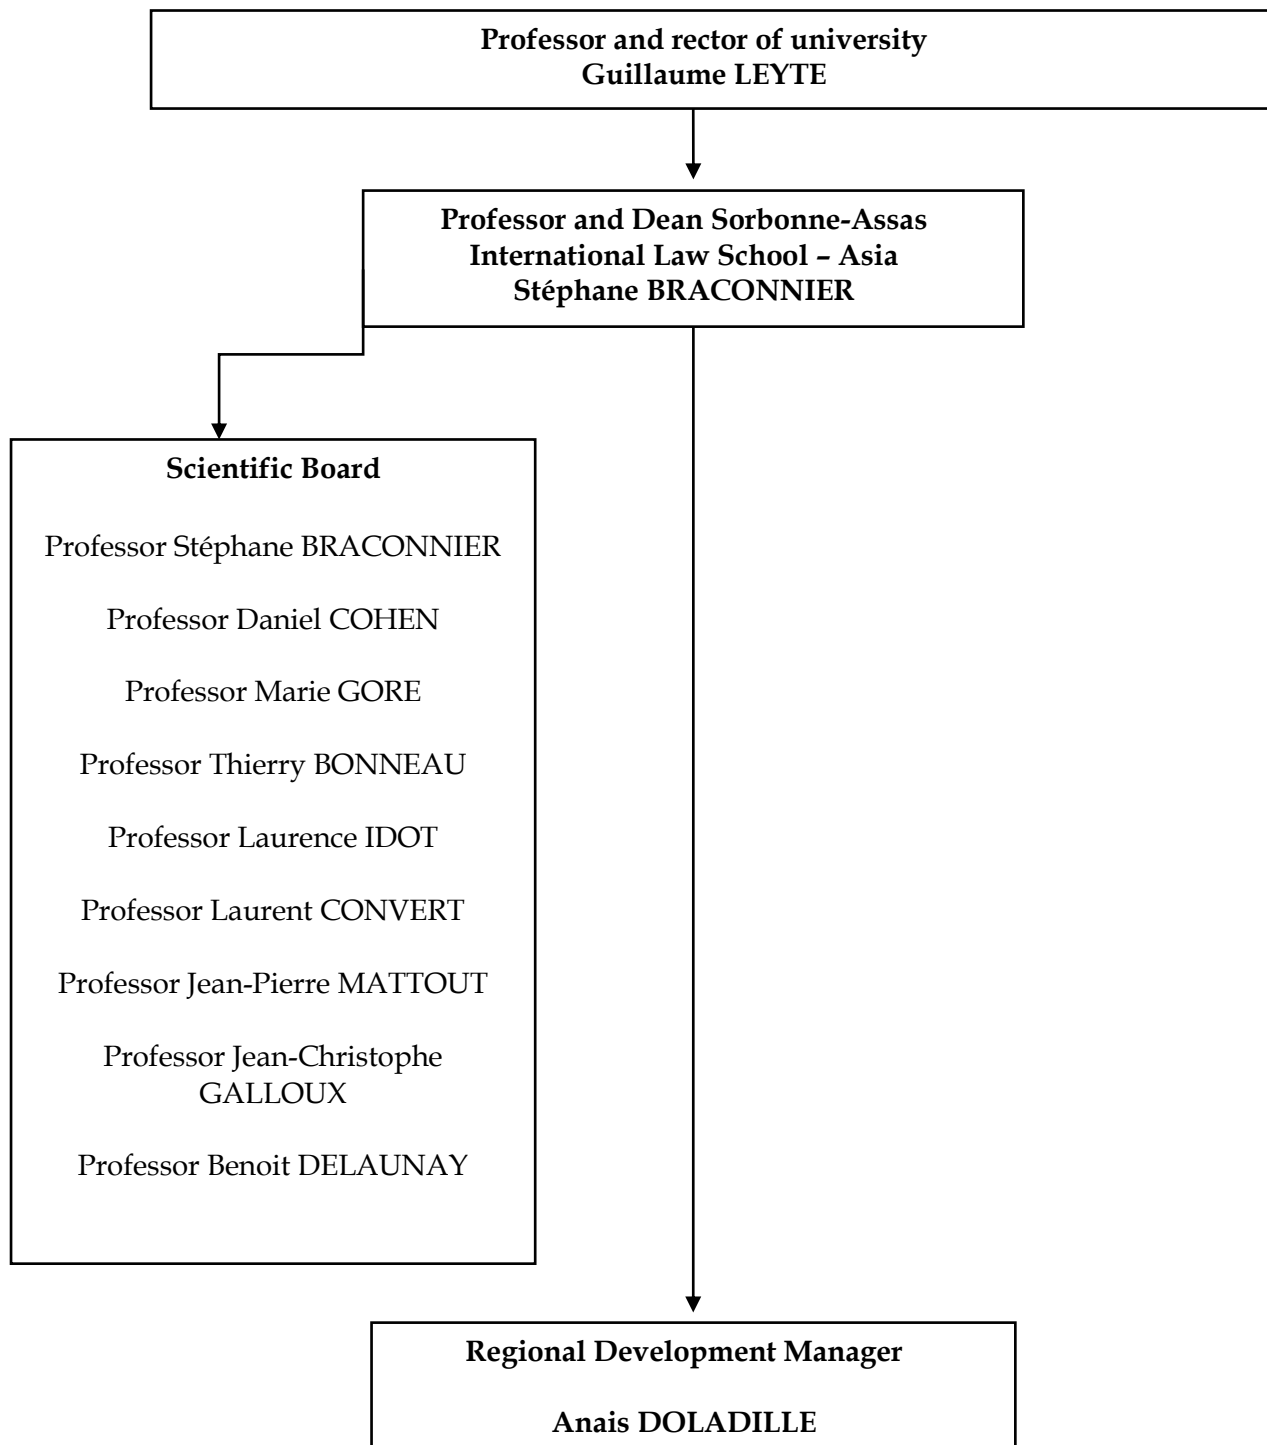 Professor and rector of university
Guillaume LEYTE
Professor and Dean Sorbonne-Assas
International Law School – Asia
Stéphane BRACONNIER
Scientific Board
Professor Stéphane BRACONNIER
Professor Daniel COHEN
Professor Marie GORE
Professor Thierry BONNEAU
Professor Laurence IDOT
Professor Laurent CONVERT
Professor Jean-Pierre MATTOUT
Professor Jean-Christophe
GALLOUX
Professor Benoit DELAUNAY
Regional Development Manager
Anais DOLADILLE